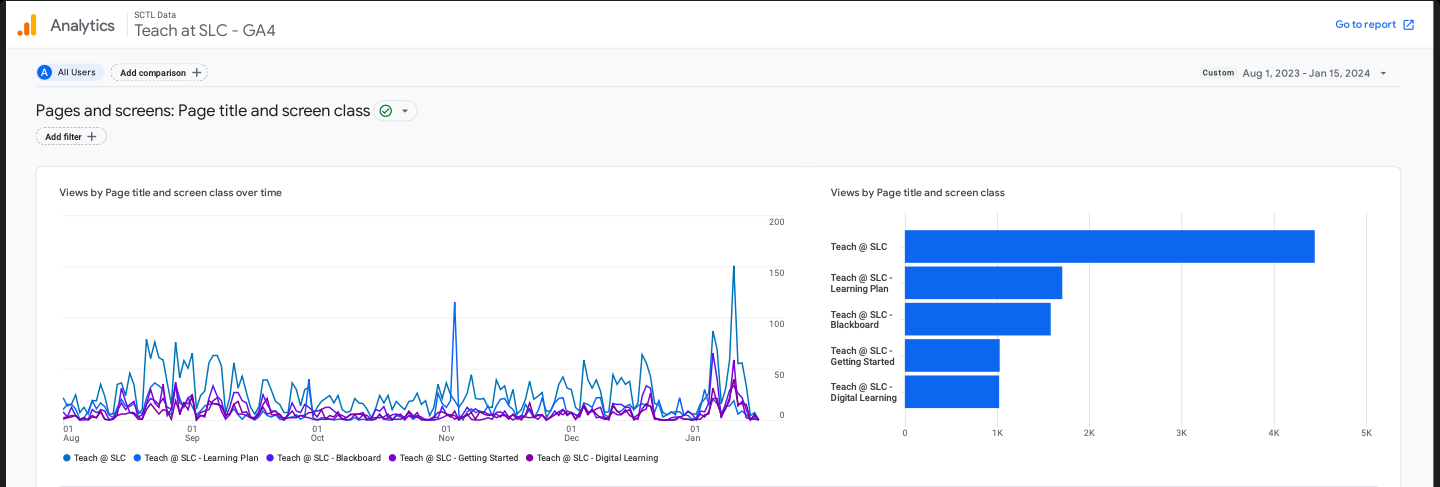 SCTL Data
Analytics
Teach at SLC - GA4
Go to report
A All Users
Add comparison
Custom Aug 1, 2023 - Jan 15, 2024
Pages and screens: Page title and screen class
Add filter
Views by Page title and screen class over time
200
150
100
50
0
01
Aug
01
Sep
01
Oct
01
Nov
01
Dec
01
Jan
Teach @ SLC
Teach @ SLC - Learning Plan
Teach @ SLC - Blackboard
Teach @ SLC - Getting Started
Teach @ SLC - Digital Learning
Views by Page title and screen class
Teach @ SLC
Teach @ SLC -
Learning Plan
Teach @ SLC -
Blackboard
Teach @ SLC -
Getting Started
Teach @ SLC -
Digital Learning
0 1K 2K 3K 4K 5K